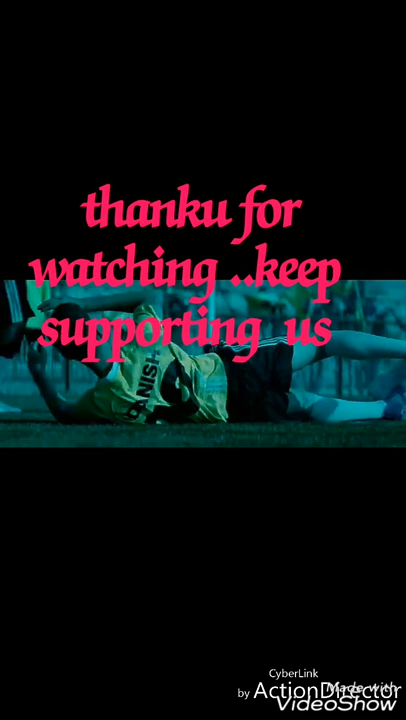 thanku for
watching ..keep
supporting us
DANISH
CyberLink
by ActionDirector
Made with
VideoShow